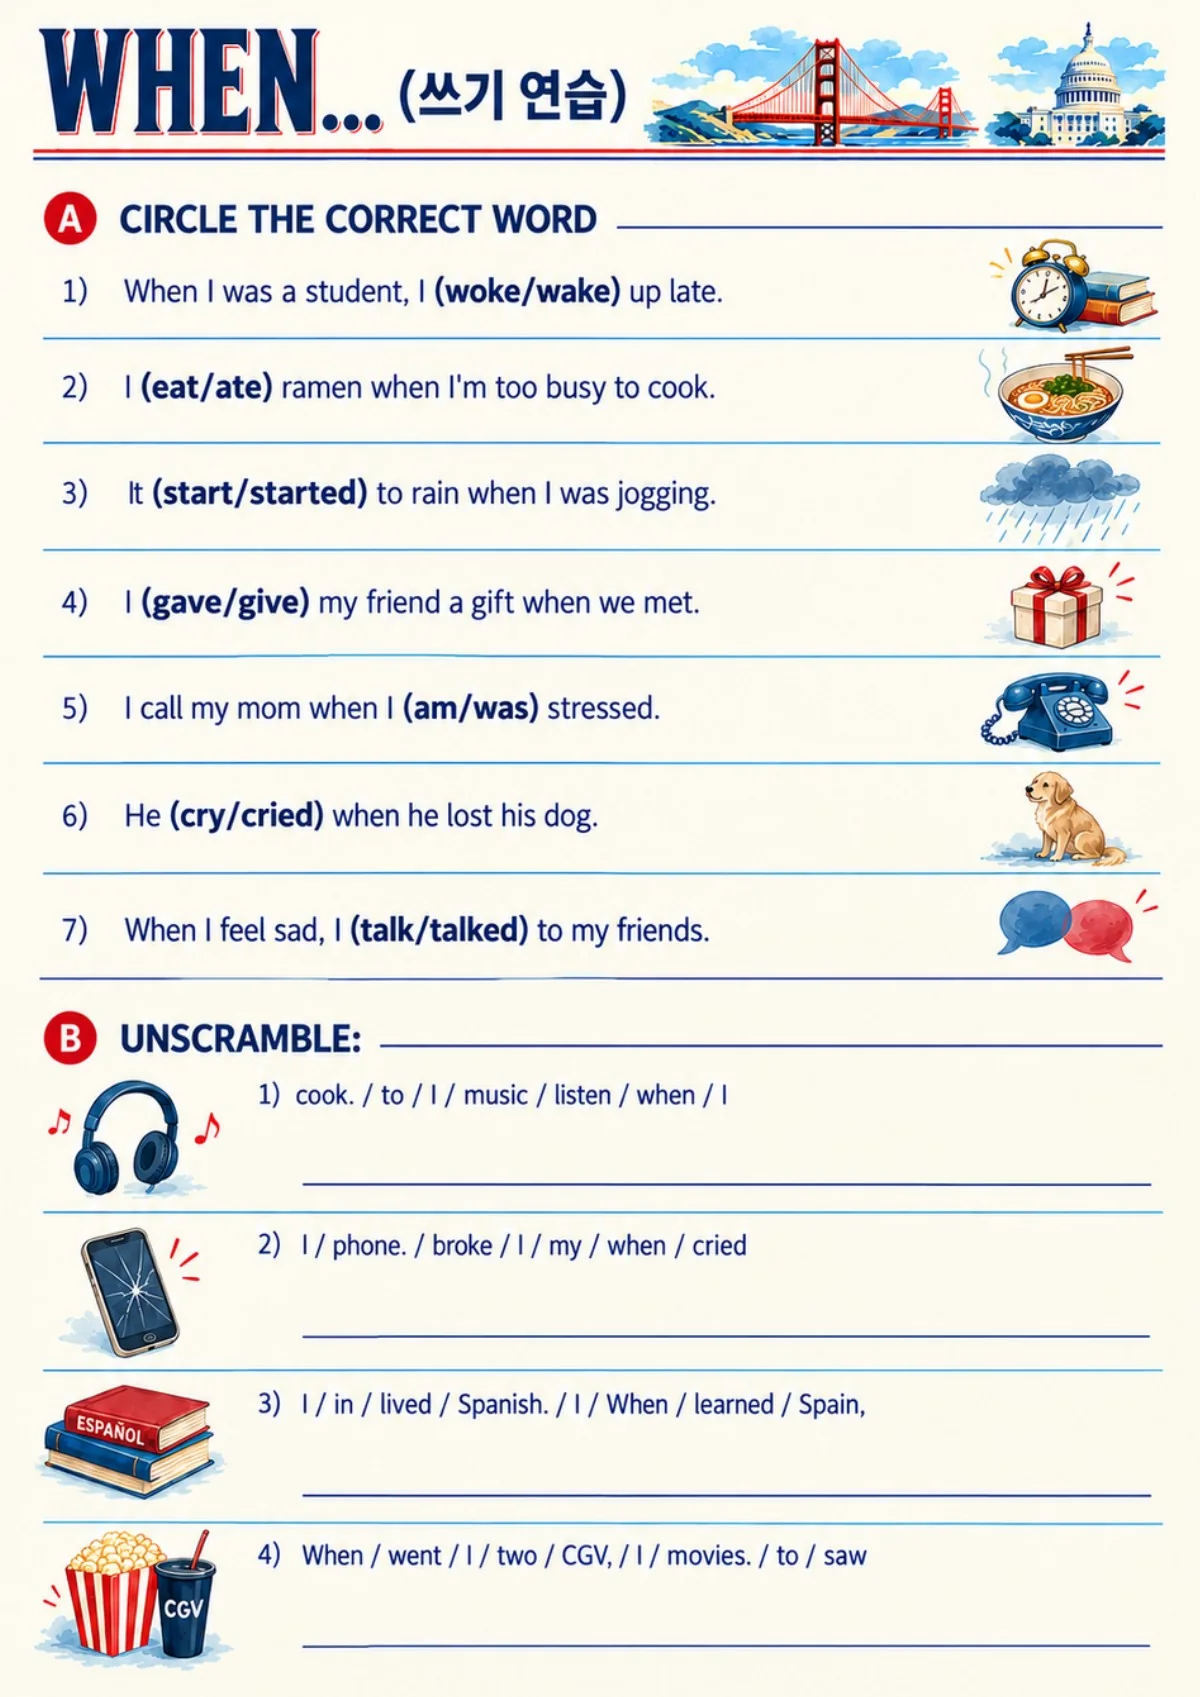 WHEN... (쓰기 연습)
A CIRCLE THE CORRECT WORD
1) When I was a student, I (woke/wake) up late.
2) I (eat/ate) ramen when I'm too busy to cook.
3) It (start/started) to rain when I was jogging.
4) I (gave/give) my friend a gift when we met.
5) I call my mom when I (am/was) stressed.
6) He (cry/cried) when he lost his dog.
7) When I feel sad, I (talk/talked) to my friends.
B UNSCRAMBLE:
1) cook. / to / I / music / listen / when / I
2) I / phone. / broke / I / my / when / cried
3) I / in / lived / Spanish. / I / When / learned / Spain,
ESPAÑOL
4) When / went / I / two / CGV, / I / movies. / to / saw
CGV